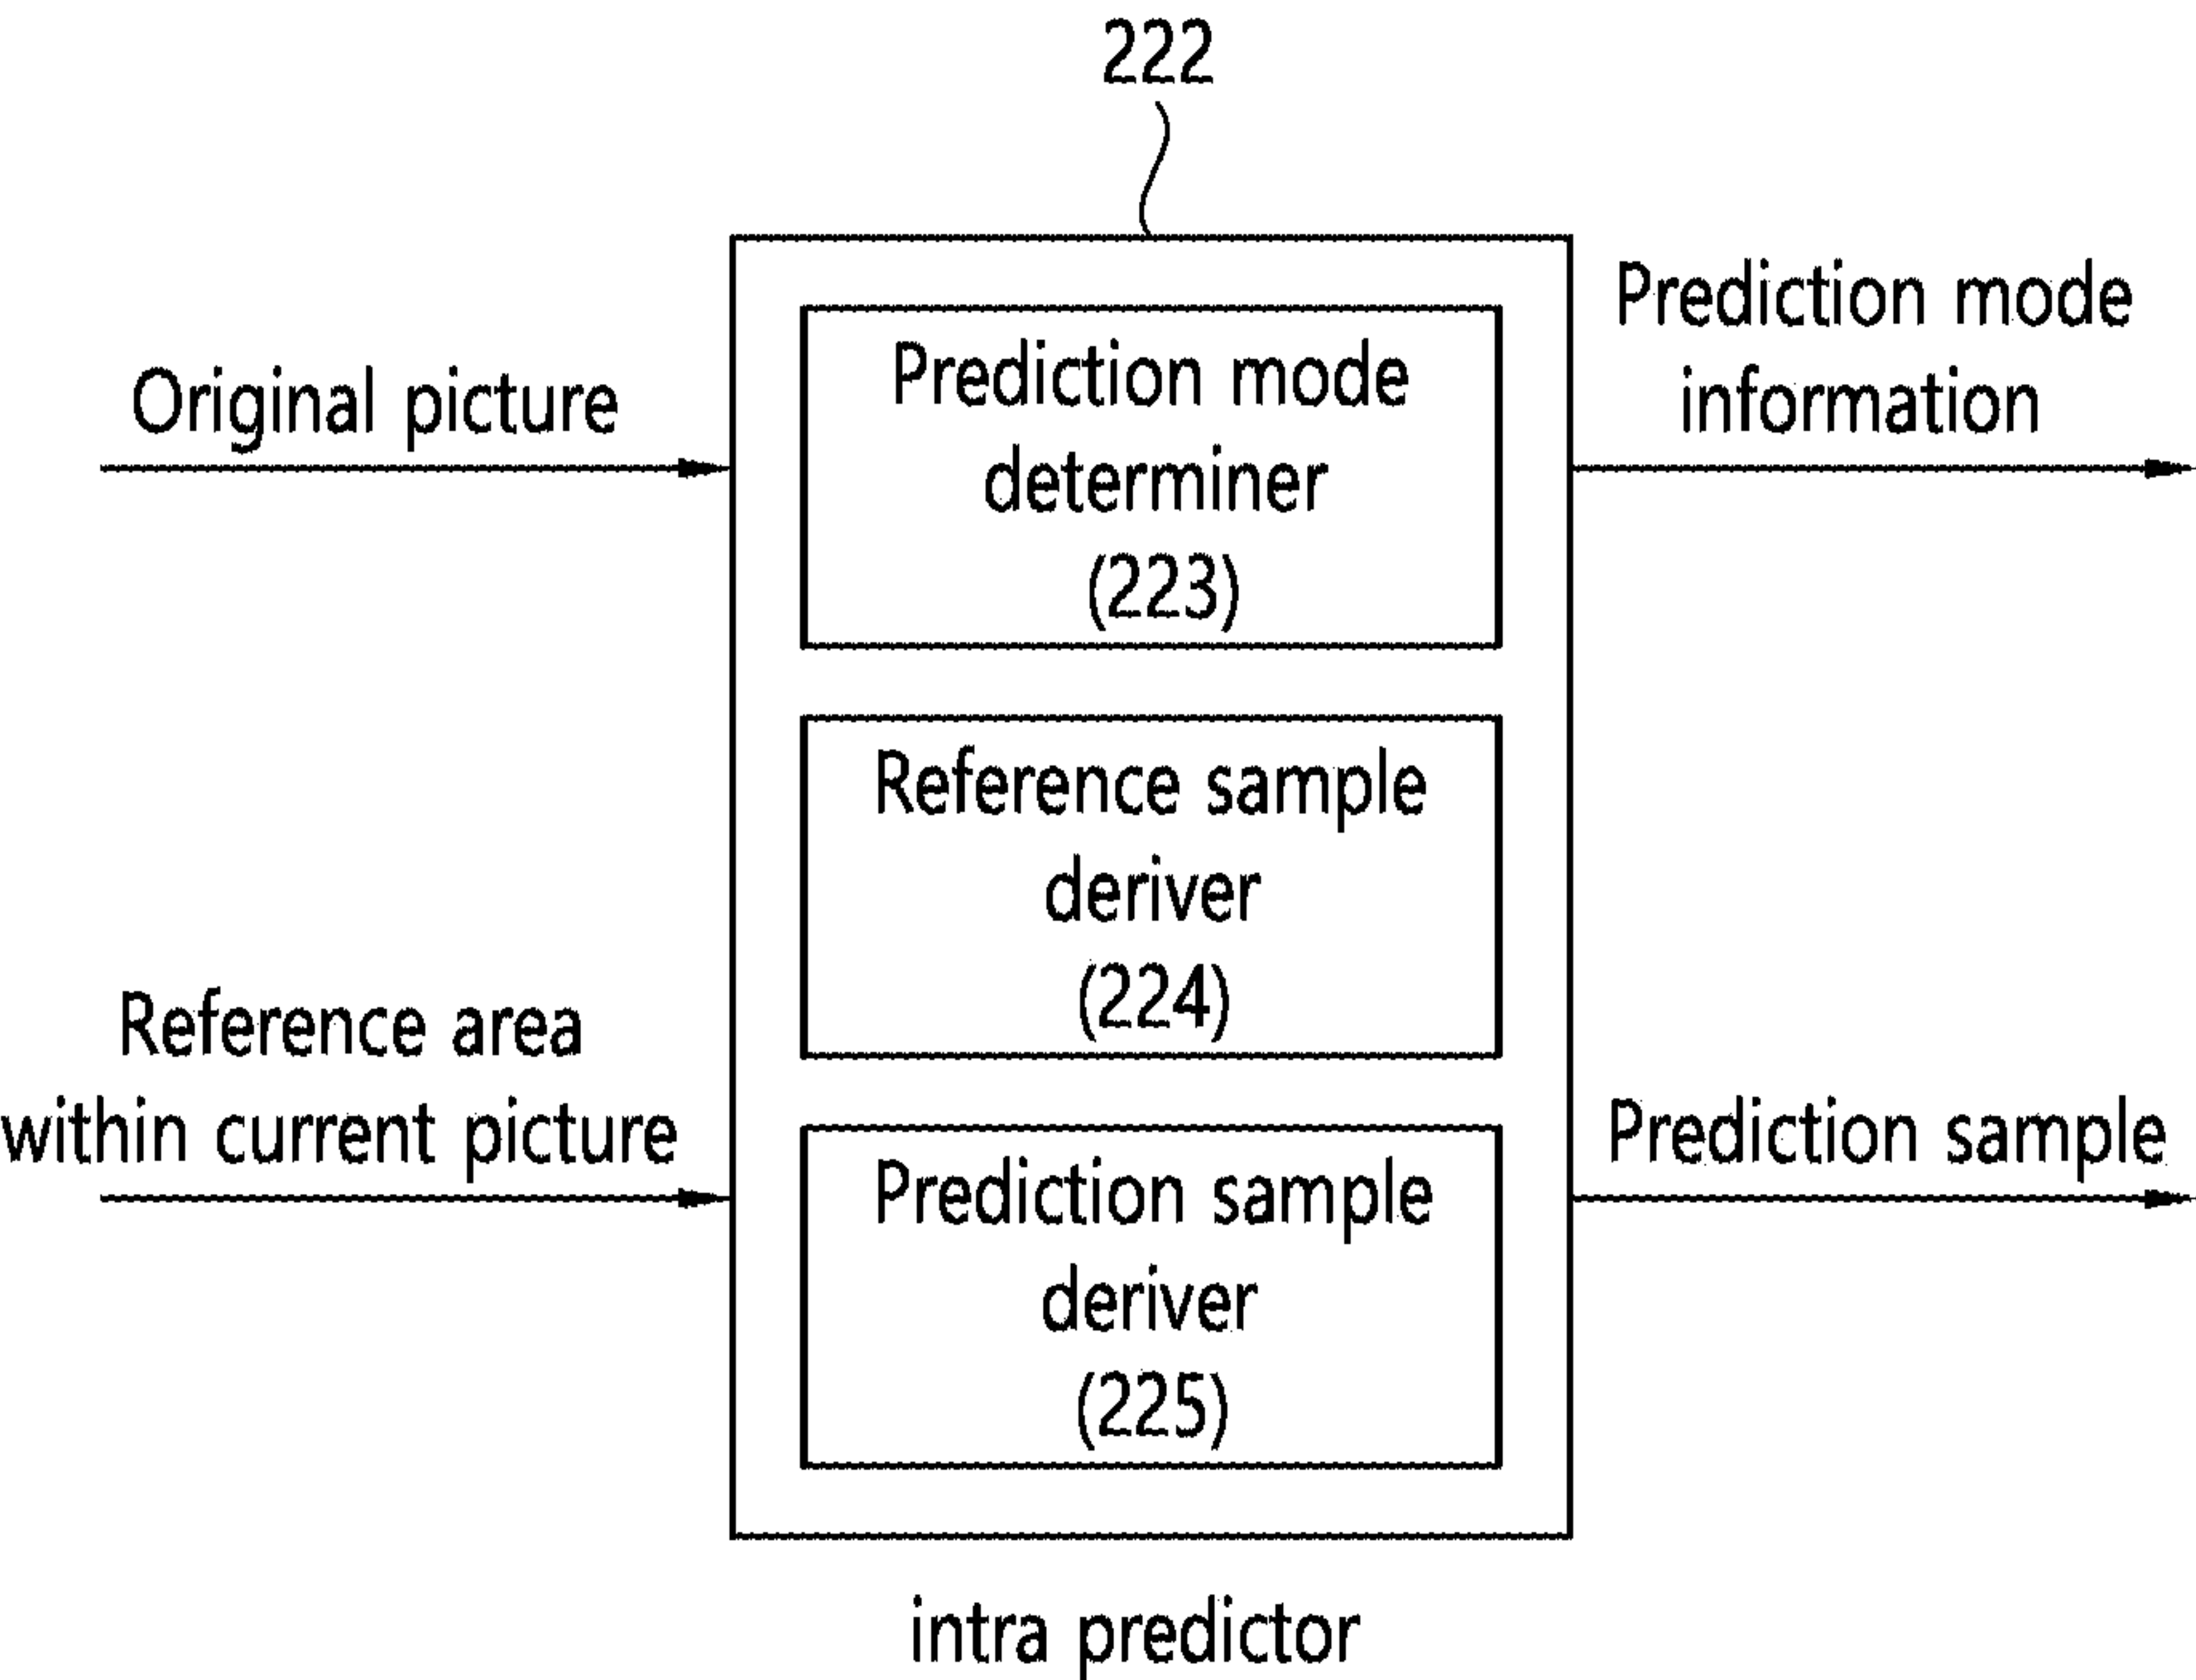 222
Original picture
Prediction mode
determiner
(223)
Prediction mode
information
Reference sample
deriver
(224)
Reference area
within current picture
Prediction sample
deriver
(225)
Prediction sample
intra predictor